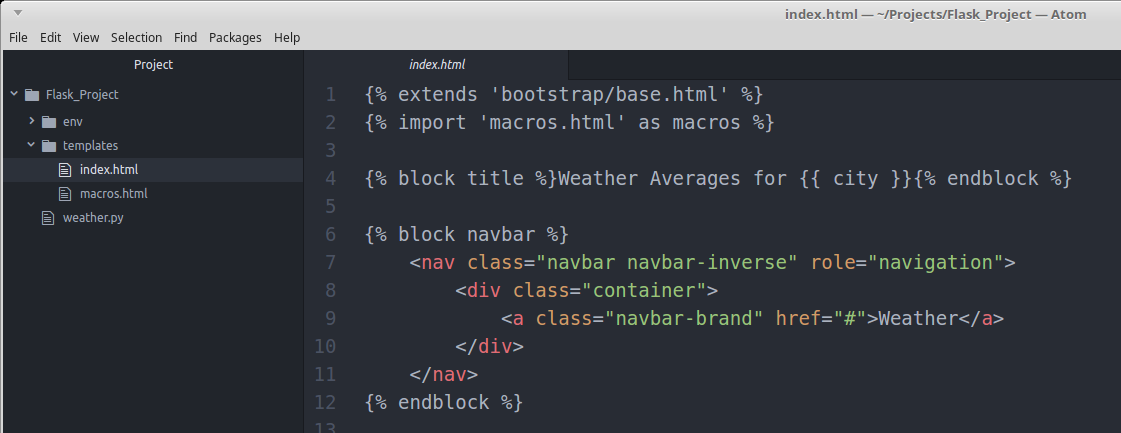 index.html — ~/Projects/Flask_Project — Atom
File Edit View Selection Find Packages Help
Project
Flask_Project
env
templates
index.html
macros.html
weather.py
index.html
1 {% extends 'bootstrap/base.html' %}
2 {% import 'macros.html' as macros %}
3
4 {% block title %}Weather Averages for {{ city }}{% endblock %}
5
6 {% block navbar %}
7     <nav class="navbar navbar-inverse" role="navigation">
8         <div class="container">
9             <a class="navbar-brand" href="#">Weather</a>
10         </div>
11     </nav>
12 {% endblock %}
13